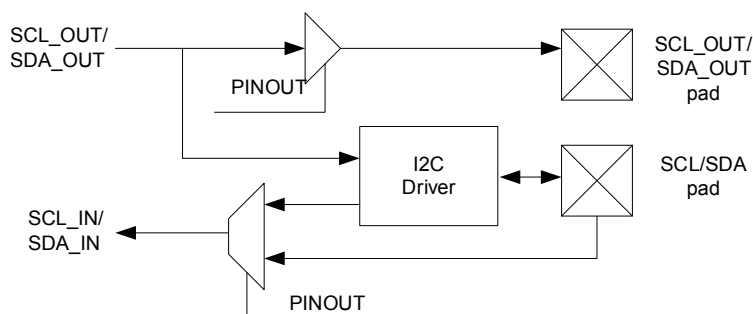 SCL_OUT/
SDA_OUT
PINOUT
SCL_OUT/
SDA_OUT
pad
I2C
Driver
SCL/SDA
pad
SCL_IN/
SDA_IN
PINOUT